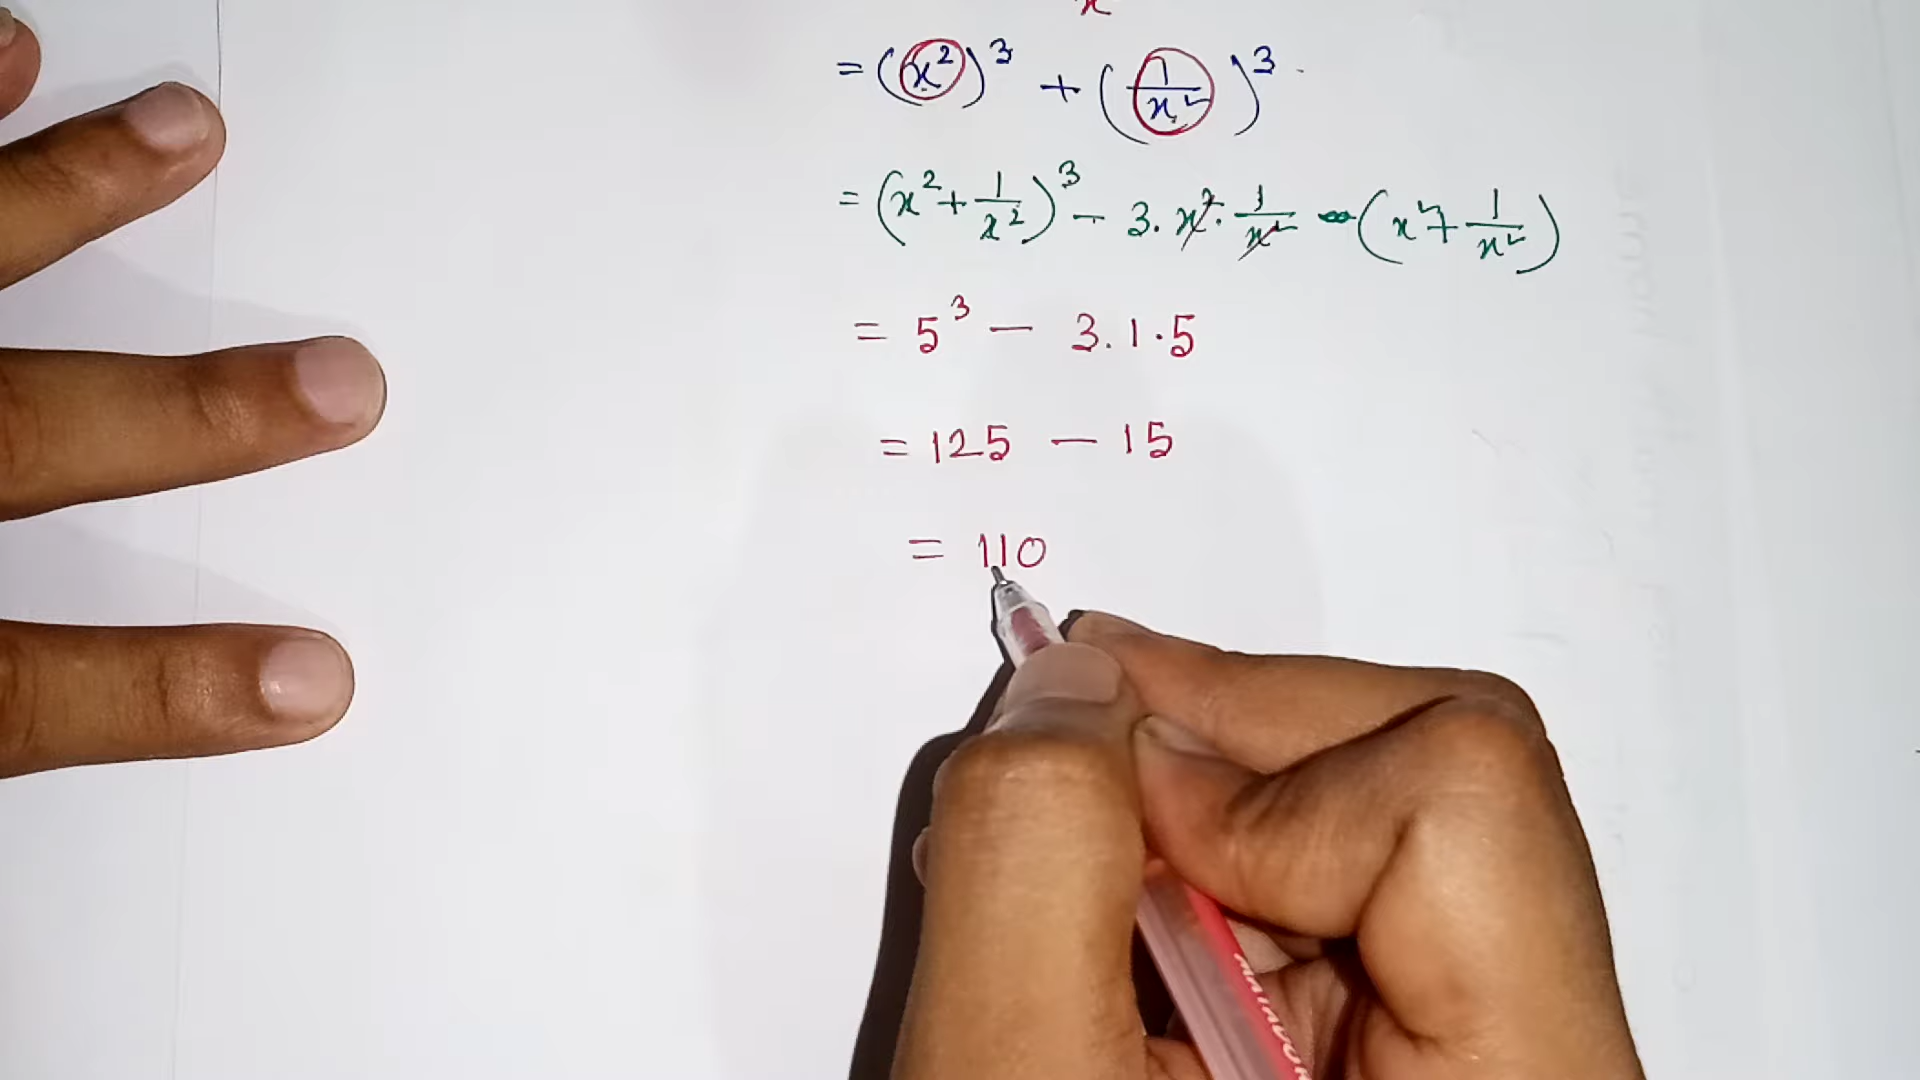 x
= (x²)³ + (1/x²)³
= (x² + 1/x²)³ - 3. x². 1/x² (x² + 1/x²)
= 5³ - 3.1.5
= 125 - 15
= 110
MATADOR